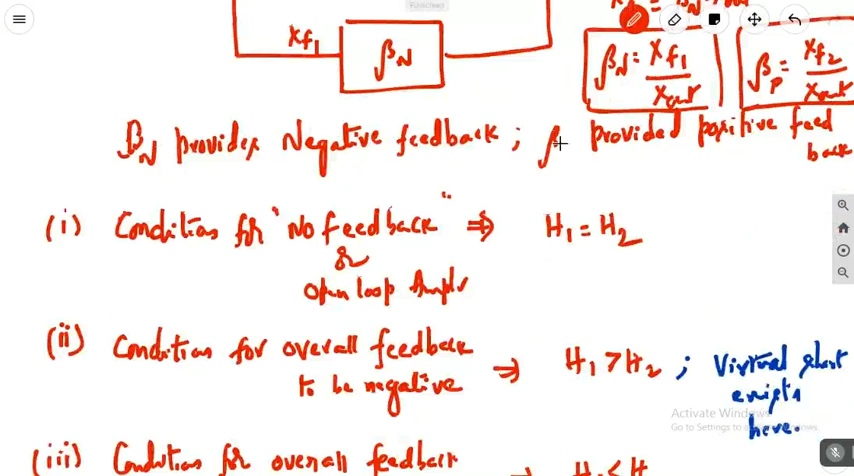 Xf1
βN
βN = Xf1 / Xout
βP = Xf2 / Xout
βN provides Negative feedback ; provided positive feed
back
(i) Condition for "No feedback" ⇒ H1 = H2
&
open loop Amplr
(ii) Condition for overall feedback
to be negative ⇒ H1 > H2 ; Virtual short
exists
here.
(iii) Condition for overall feedback
Activate Windows
Go to Settings to activate Windows.